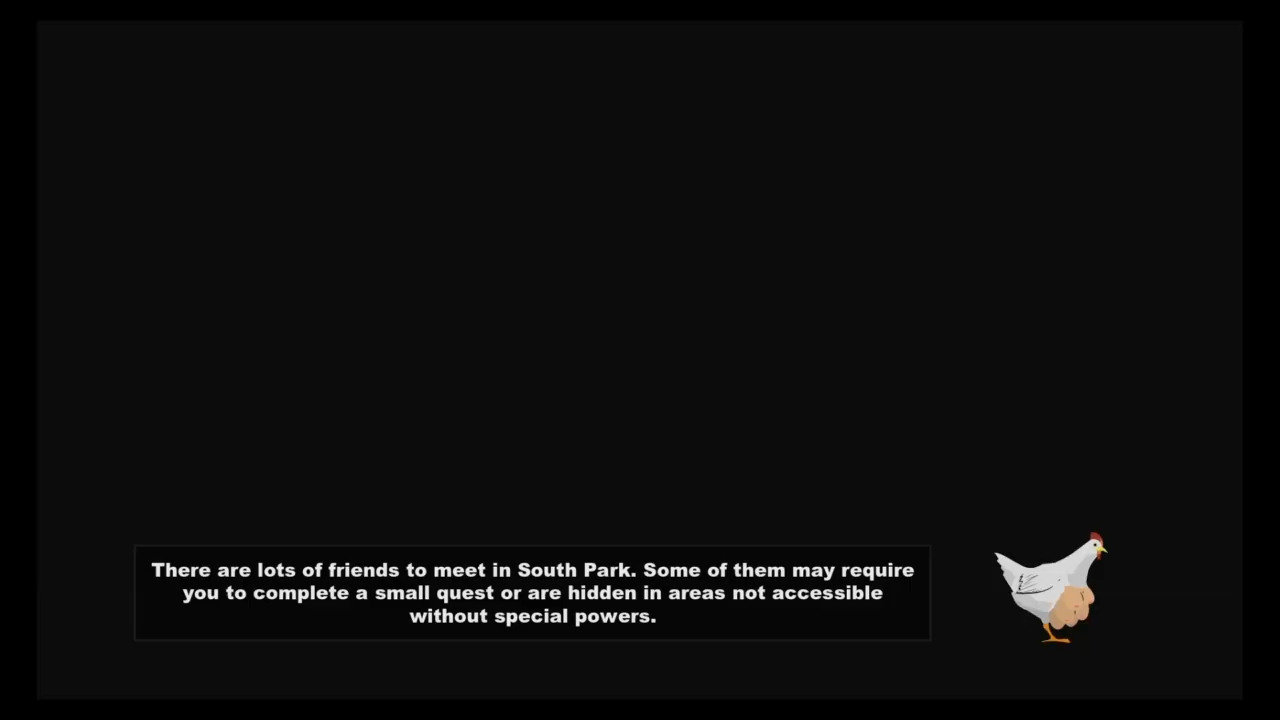 There are lots of friends to meet in South Park. Some of them may require
you to complete a small quest or are hidden in areas not accessible
without special powers.